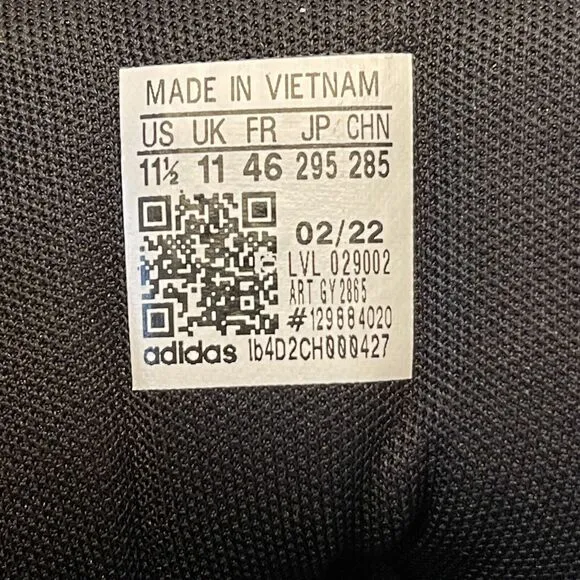 MADE IN VIETNAM
US UK FR JP CHN
11½ 11 46 295 285
02/22
LVL 029002
ART GY2865
#129884020
adidas 1b4D2CH000427